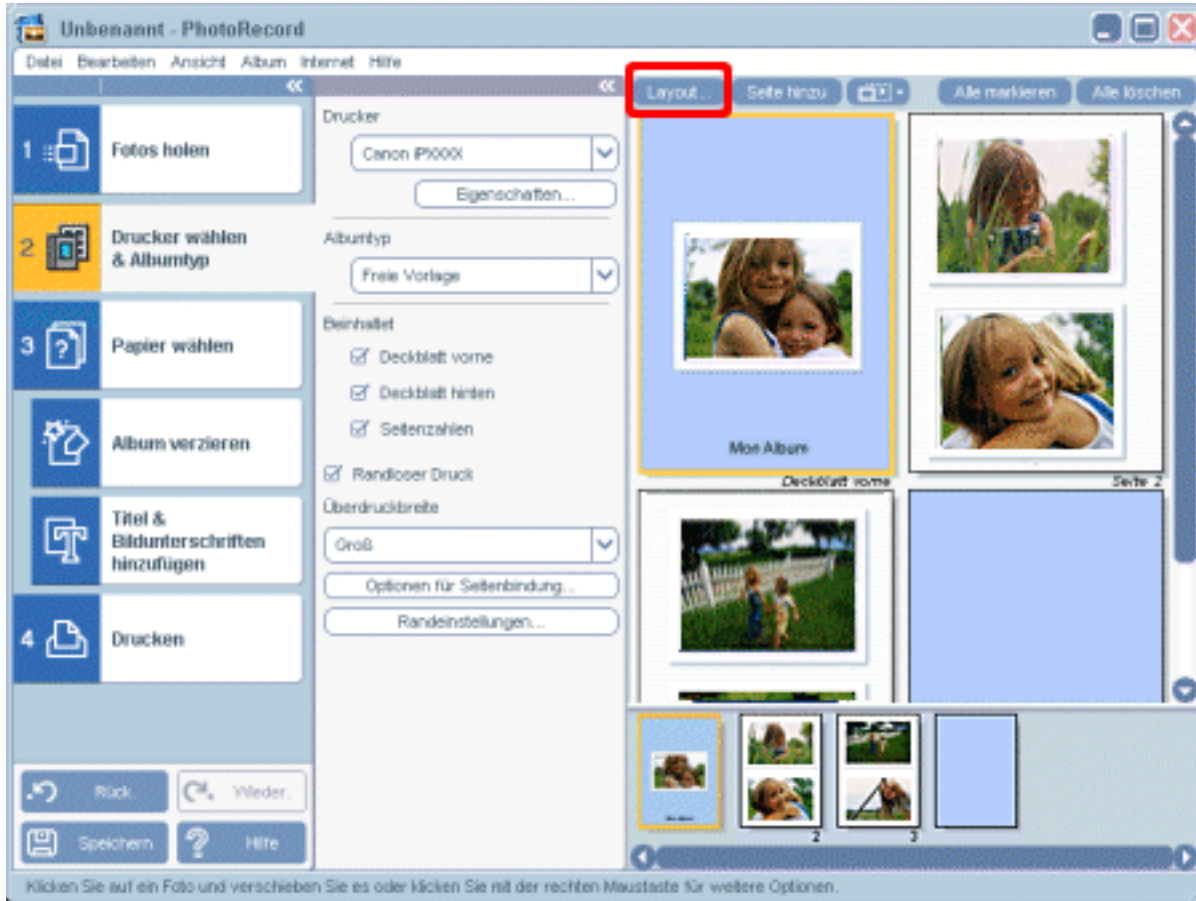 Unbenannt - PhotoRecord
Datei Bearbeiten Ansicht Album Internet Hilfe
1 Fotos holen
2 Drucker wählen
& Albumtyp
3 Papier wählen
Album verzieren
Titel &
Bildunterschriften
hinzufügen
4 Drucken
Rück.
Wieder.
Speichern
Hilfe
Drucker
Canon iPXXXX
Eigenschaften...
Albumtyp
Freie Vorlage
Beinhaltet
Deckblatt vorne
Deckblatt hinten
Seitenzahlen
Randloser Druck
Überdruckbreite
Groß
Optionen für Seitenbindung...
Randeinstellungen...
Layout... Seite hinzu Alle markieren Alle löschen
Mon Album
Deckblatt vorne
Seite 2
2
3
Klicken Sie auf ein Foto und verschieben Sie es oder klicken Sie mit der rechten Maustaste für weitere Optionen.